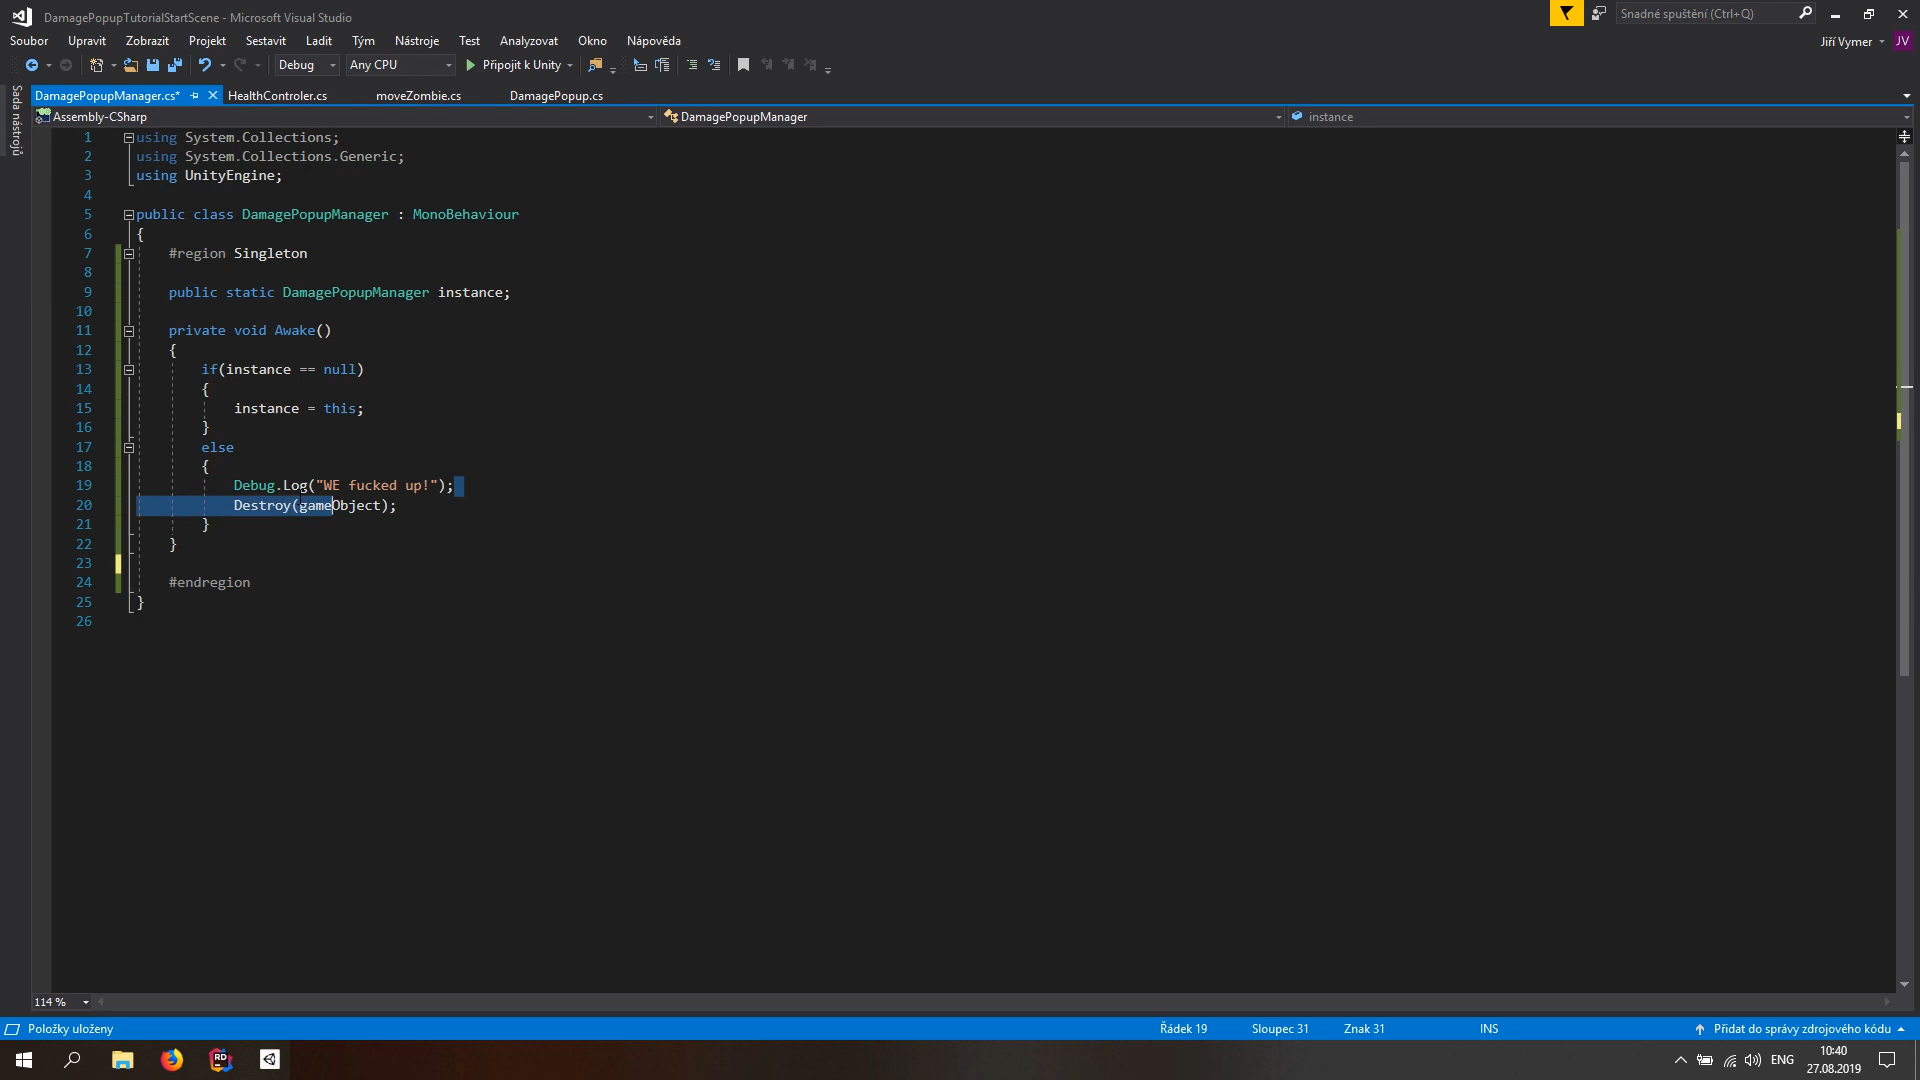 DamagePopupTutorialStartScene - Microsoft Visual Studio
Snadné spuštění (Ctrl+Q)
Soubor Upravit Zobrazit Projekt Sestavit Ladit Tým Nástroje Test Analyzovat Okno Nápověda
Jiří Vymer JV
Debug Any CPU Připojit k Unity
Sada nástrojů
DamagePopupManager.cs* HealthControler.cs moveZombie.cs DamagePopup.cs
Assembly-CSharp DamagePopupManager instance
1 using System.Collections;
2 using System.Collections.Generic;
3 using UnityEngine;
4
5 public class DamagePopupManager : MonoBehaviour
6 {
7 #region Singleton
8
9 public static DamagePopupManager instance;
10
11 private void Awake()
12 {
13 if(instance == null)
14 {
15 instance = this;
16 }
17 else
18 {
19 Debug.Log("WE fucked up!");
20 Destroy(gameObject);
21 }
22 }
23
24 #endregion
25 }
26
114 %
Položky uloženy Řádek 19 Sloupec 31 Znak 31 INS Přidat do správy zdrojového kódu
RD ENG 10:40
27.08.2019